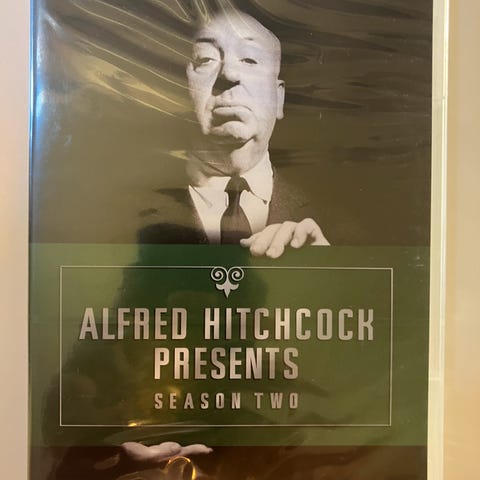 ALFRED HITCHCOCK
PRESENTS
SEASON TWO